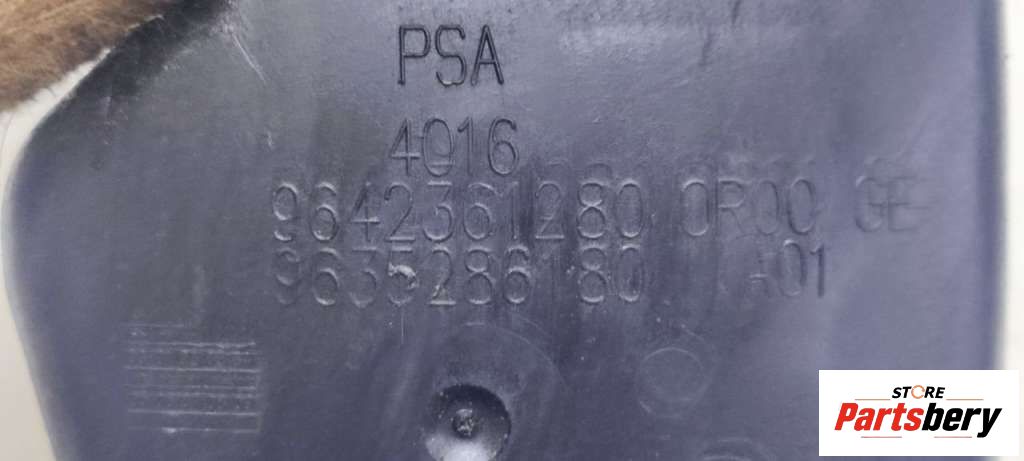 PSA
4016
9642361280 0R00 GE
9635286180 A01
STORE
Partsbery